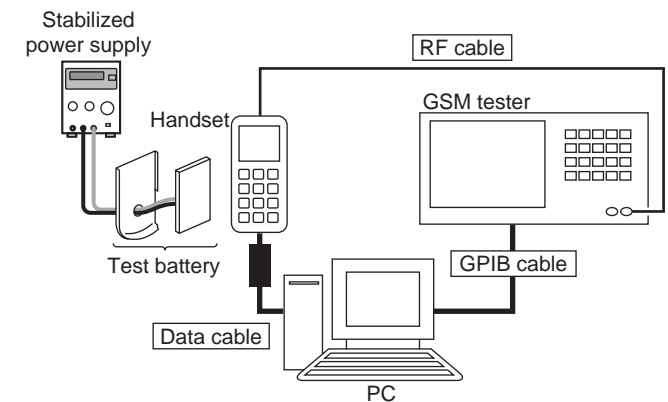 Stabilized
power supply
RF cable
GSM tester
Handset
Test battery
GPIB cable
Data cable
PC